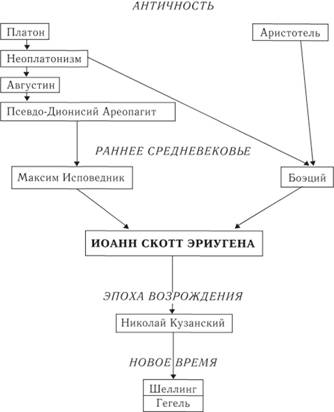 АНТИЧНОСТЬ
Платон
Аристотель
Неоплатонизм
Августин
Псевдо-Дионисий Ареопагит
РАННЕЕ СРЕДНЕВЕКОВЬЕ
Максим Исповедник
Боэций
ИОАНН СКОТТ ЭРИУГЕНА
ЭПОХА ВОЗРОЖДЕНИЯ
Николай Кузанский
НОВОЕ ВРЕМЯ
Шеллинг
Гегель